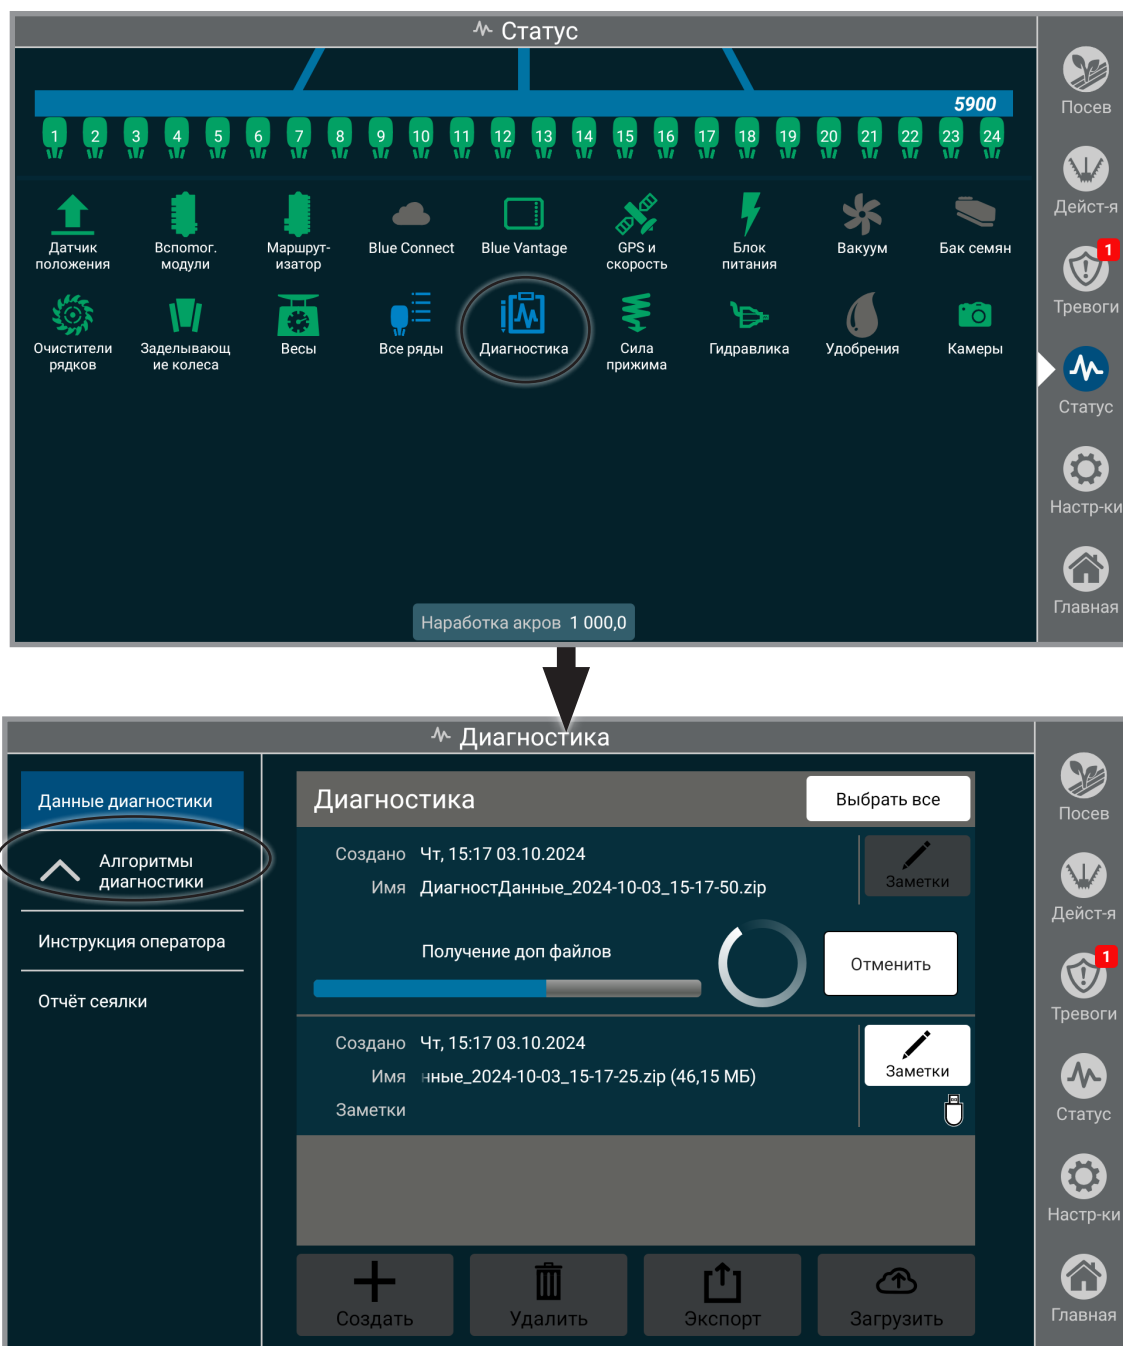 Статус
5900
1 2 3 4 5 6 7 8 9 10 11 12 13 14 15 16 17 18 19 20 21 22 23 24
Датчик
положения
Вспомог.
модули
Маршрут-
изатор
Blue Connect
Blue Vantage
GPS и
скорость
Блок
питания
Вакуум
Бак семян
Очистители
рядков
Заделывающ
ие колеса
Весы
Все ряды
Диагностика
Сила
прижима
Гидравлика
Удобрения
Камеры
Наработка акров 1 000,0
Посев
Дейст-я
1
Тревоги
Статус
Настр-ки
Главная
Диагностика
Данные диагностики
Алгоритмы
диагностики
Инструкция оператора
Отчёт сеялки
Диагностика
Выбрать все
Создано Чт, 15:17 03.10.2024
Имя ДиагностДанные_2024-10-03_15-17-50.zip
Заметки
Получение доп файлов
Отменить
Создано Чт, 15:17 03.10.2024
Имя нные_2024-10-03_15-17-25.zip (46,15 МБ)
Заметки
Заметки
Создать
Удалить
Экспорт
Загрузить
Посев
Дейст-я
1
Тревоги
Статус
Настр-ки
Главная